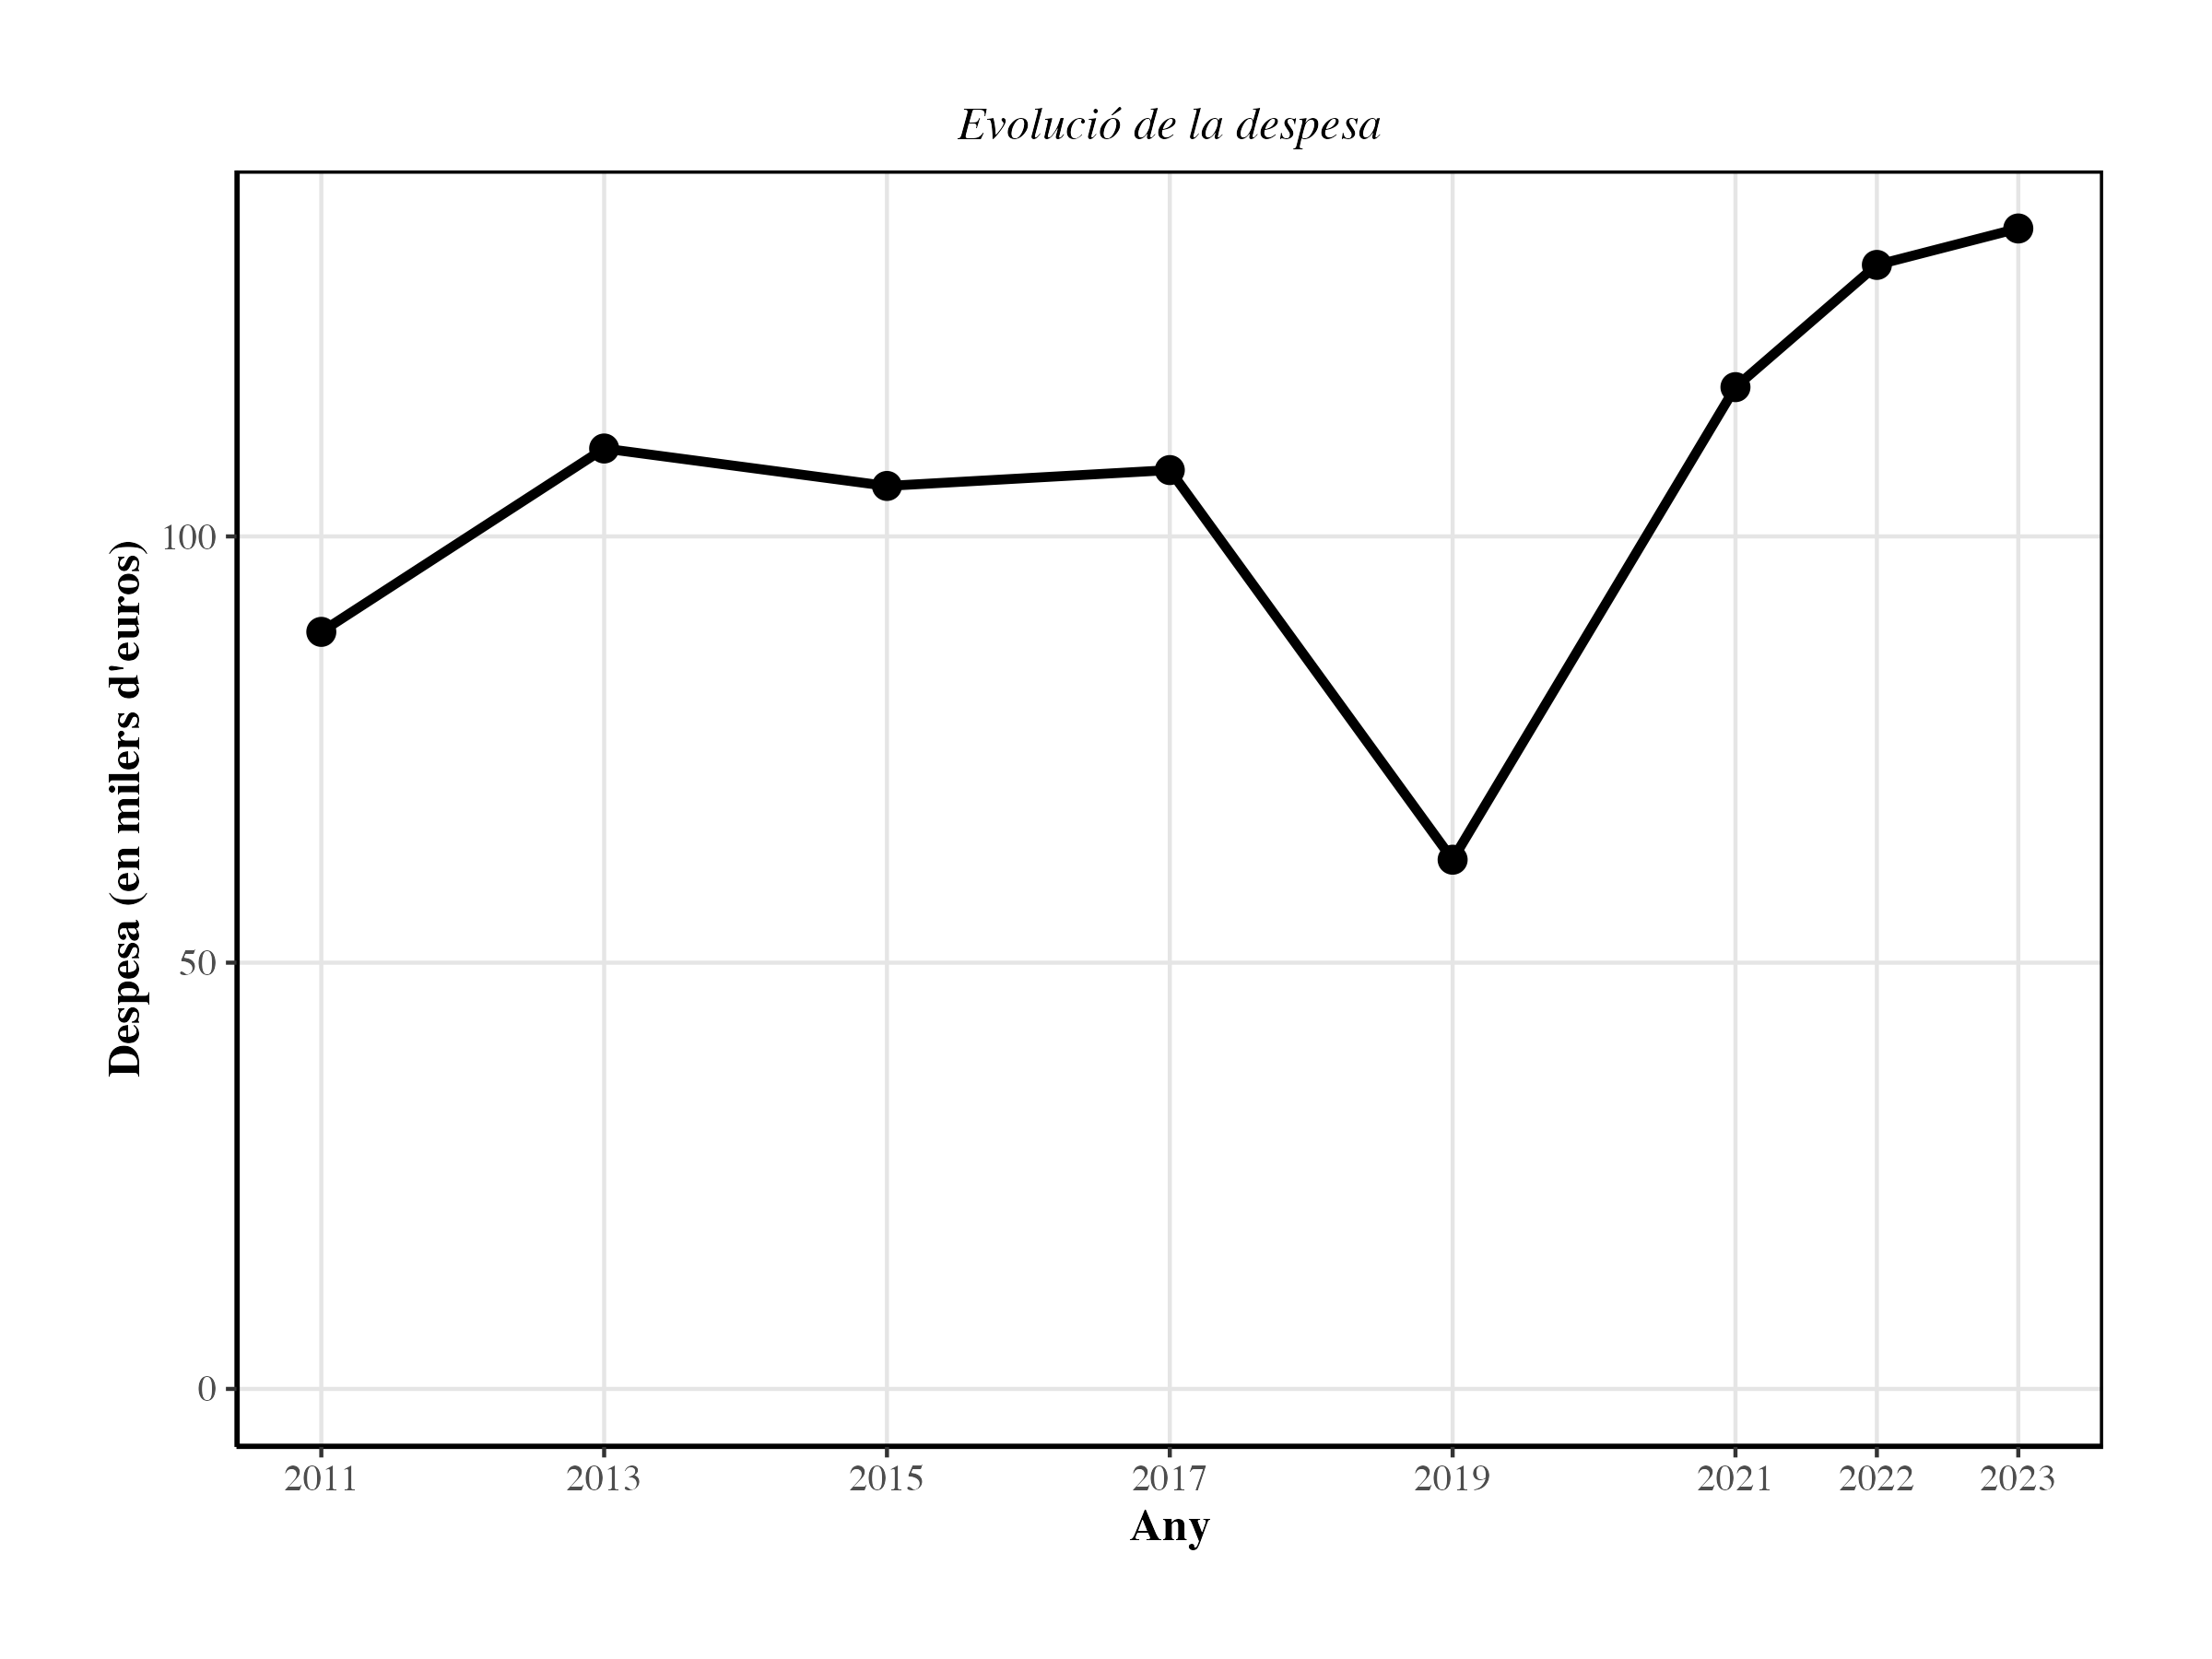 Evolució de la despesa
Despesa (en milers d'euros)
100
50
0
2011 2013 2015 2017 2019 2021 2022 2023
Any